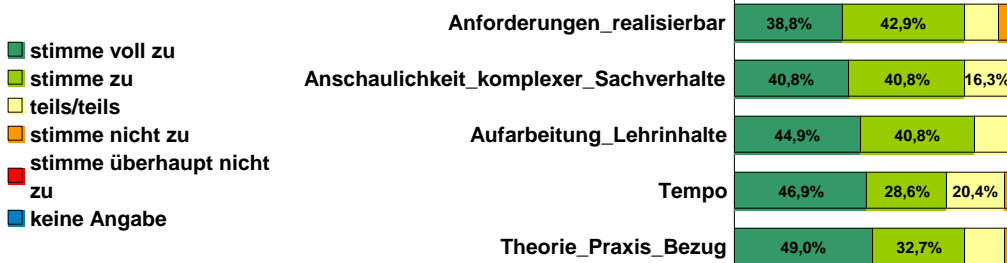 stimme voll zu
stimme zu
teils/teils
stimme nicht zu
stimme überhaupt nicht
zu
keine Angabe
Anforderungen_realisierbar 38,8% 42,9%
Anschaulichkeit_komplexer_Sachverhalte 40,8% 40,8% 16,3%
Aufarbeitung_Lehrinhalte 44,9% 40,8%
Tempo 46,9% 28,6% 20,4%
Theorie_Praxis_Bezug 49,0% 32,7%